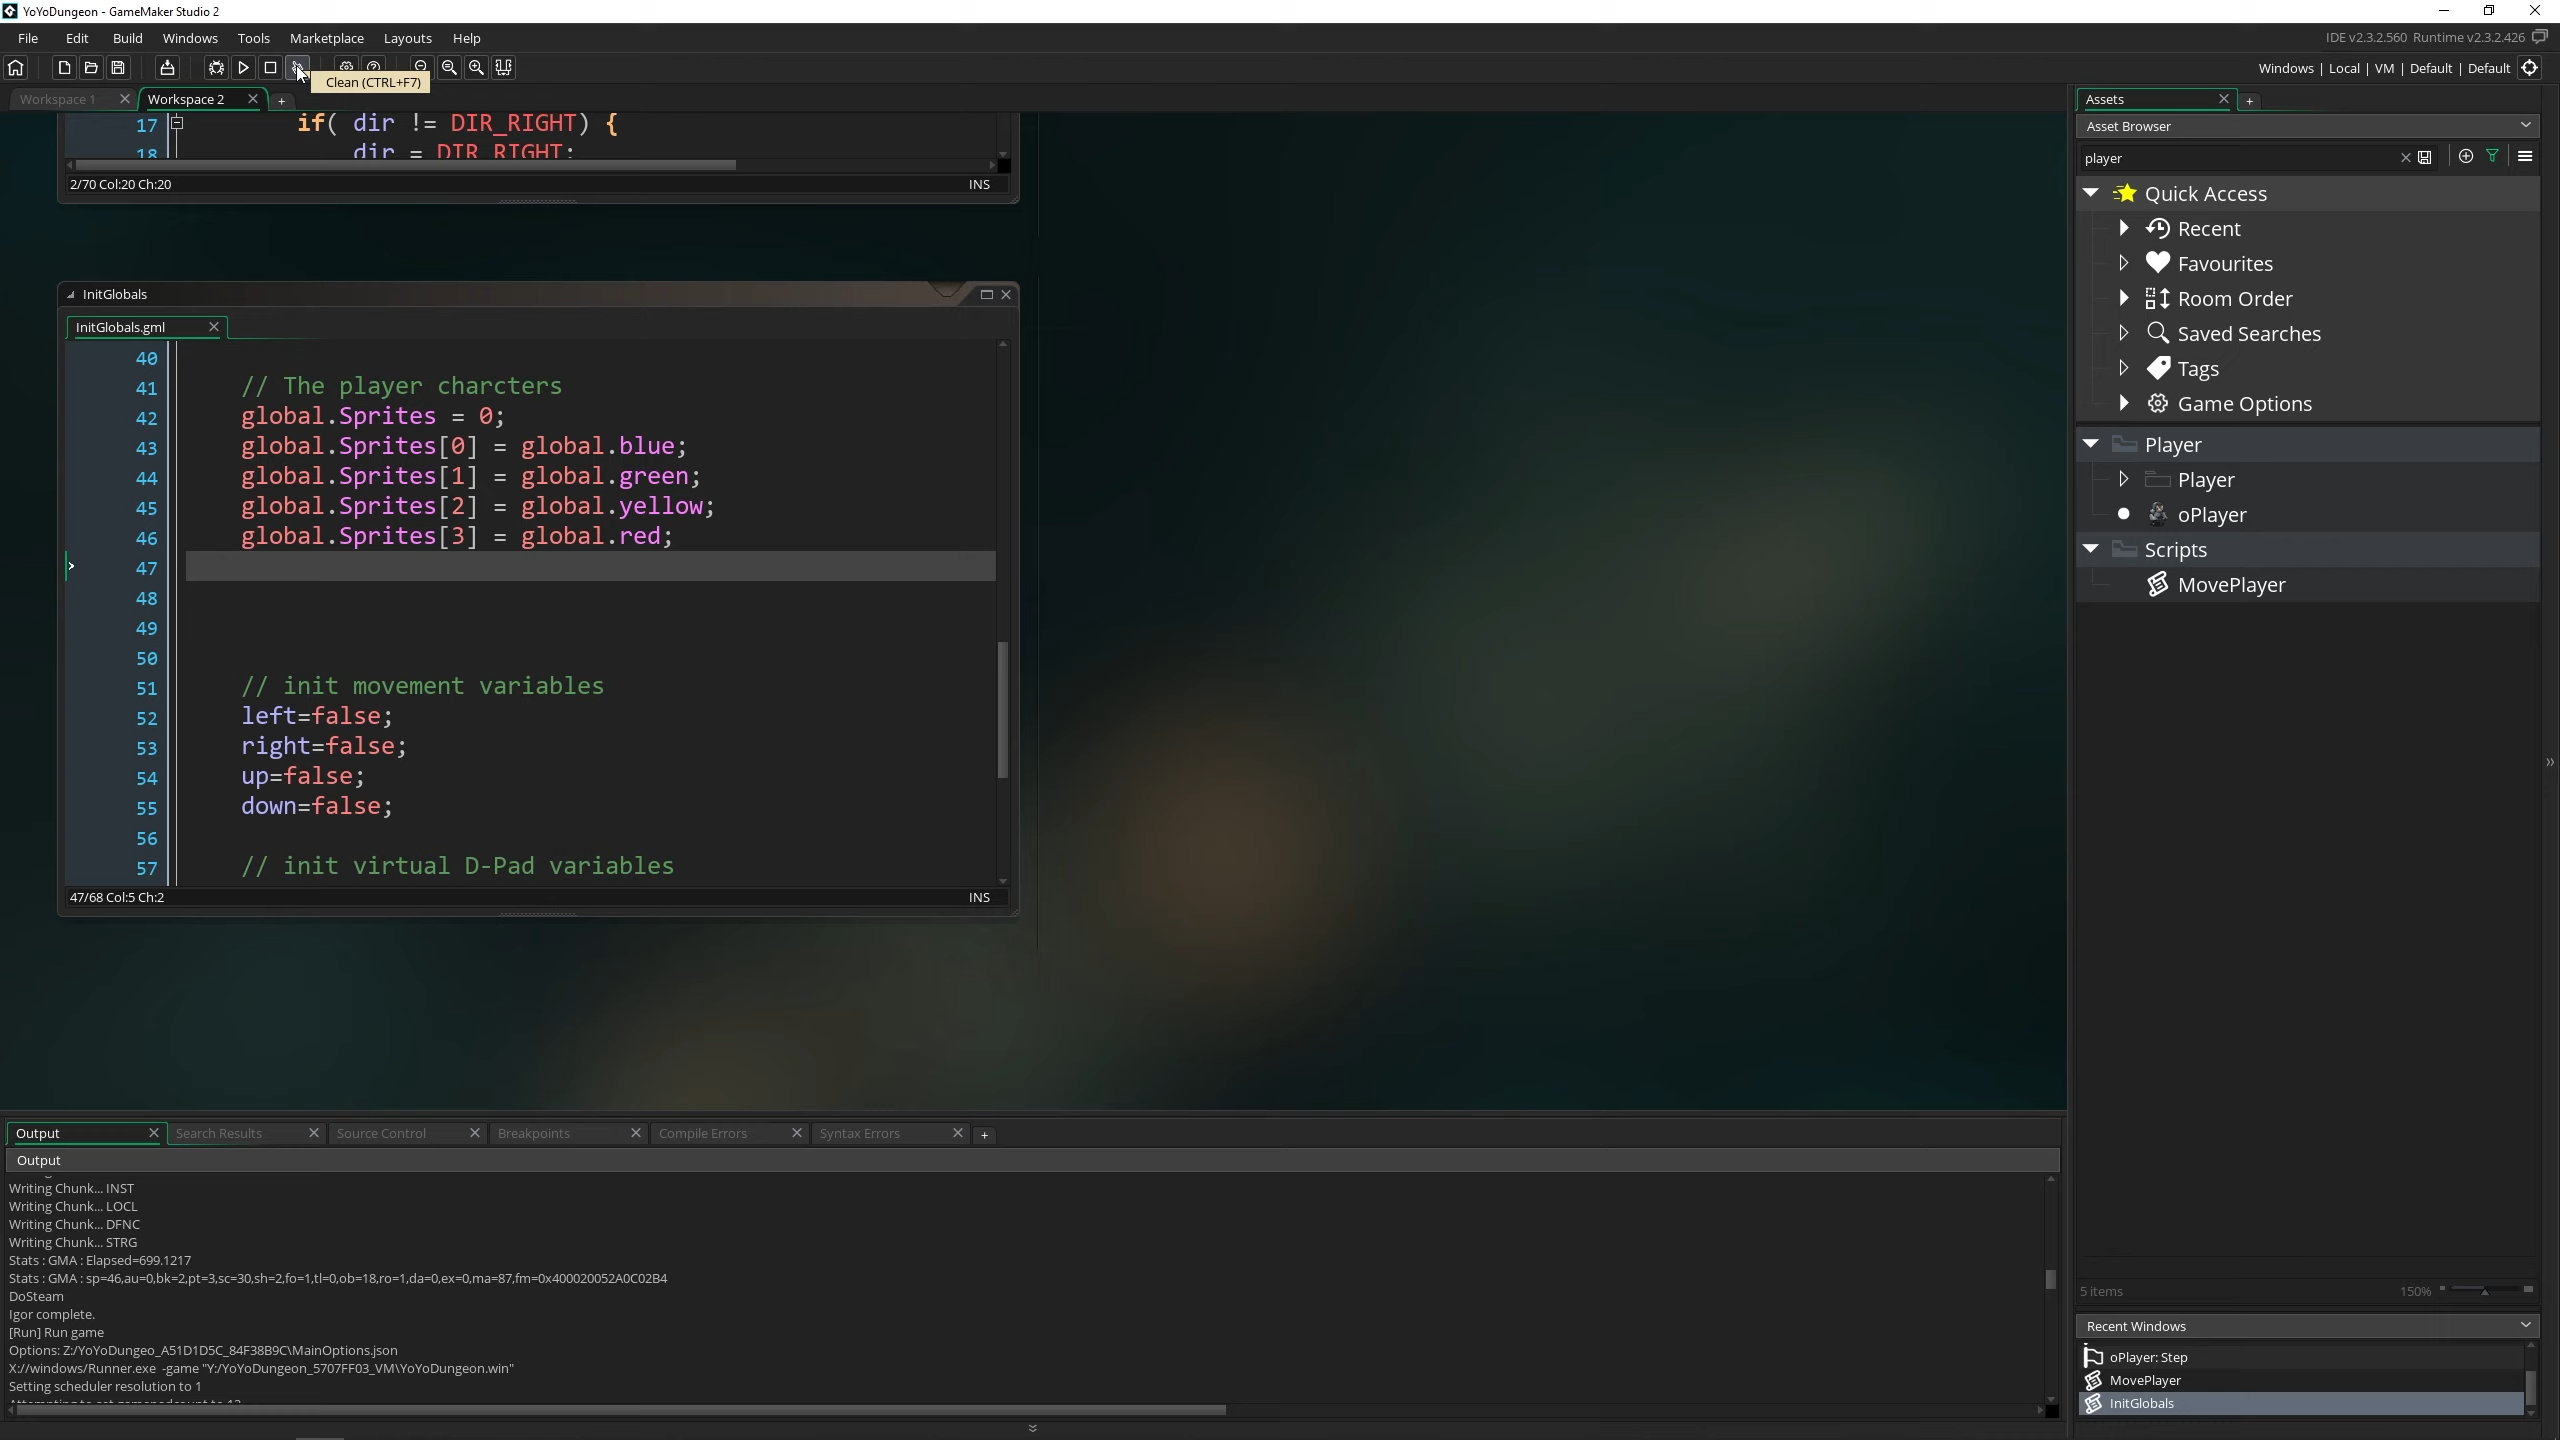 YoYoDungeon - GameMaker Studio 2
File Edit Build Windows Tools Marketplace Layouts Help
IDE v2.3.2.560 Runtime v2.3.2.426
Clean (CTRL+F7)
Windows | Local | VM | Default | Default
Workspace 1
Workspace 2
17 if( dir != DIR_RIGHT) {
18 dir = DIR_RIGHT;
2/70 Col:20 Ch:20 INS
InitGlobals
InitGlobals.gml
40
41 // The player charcters
42 global.Sprites = 0;
43 global.Sprites[0] = global.blue;
44 global.Sprites[1] = global.green;
45 global.Sprites[2] = global.yellow;
46 global.Sprites[3] = global.red;
47
48
49
50
51 // init movement variables
52 left=false;
53 right=false;
54 up=false;
55 down=false;
56
57 // init virtual D-Pad variables
47/68 Col:5 Ch:2 INS
Output Search Results Source Control Breakpoints Compile Errors Syntax Errors
Output
Writing Chunk... INST
Writing Chunk... LOCL
Writing Chunk... DFNC
Writing Chunk... STRG
Stats : GMA : Elapsed=699.1217
Stats : GMA : sp=46,au=0,bk=2,pt=3,sc=30,sh=2,fo=1,tl=0,ob=18,ro=1,da=0,ex=0,ma=87,fm=0x400020052A0C02B4
DoSteam
Igor complete.
[Run] Run game
Options: Z:/YoYoDungeo_A51D1D5C_84F38B9C\MainOptions.json
X://windows/Runner.exe -game "Y:/YoYoDungeon_5707FF03_VM\YoYoDungeon.win"
Setting scheduler resolution to 1
Assets
Asset Browser
player
Quick Access
Recent
Favourites
Room Order
Saved Searches
Tags
Game Options
Player
Player
oPlayer
Scripts
MovePlayer
5 items 150%
Recent Windows
oPlayer: Step
MovePlayer
InitGlobals